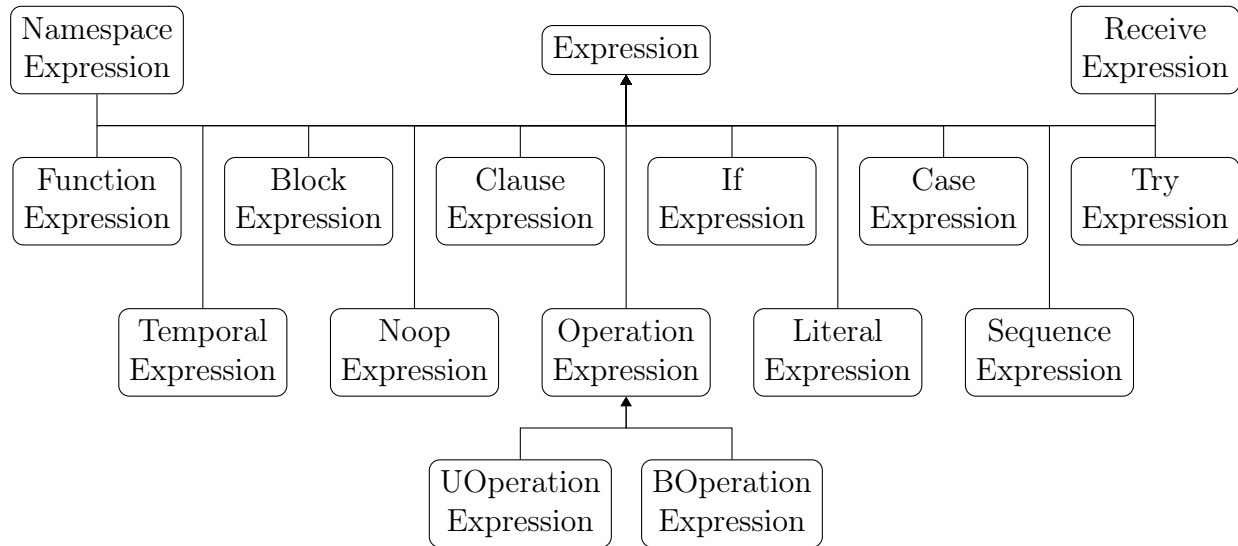 Namespace
Expression
Expression
Receive
Expression
Function
Expression
Block
Expression
Clause
Expression
If
Expression
Case
Expression
Try
Expression
Temporal
Expression
Noop
Expression
Operation
Expression
Literal
Expression
Sequence
Expression
UOperation
Expression
BOperation
Expression